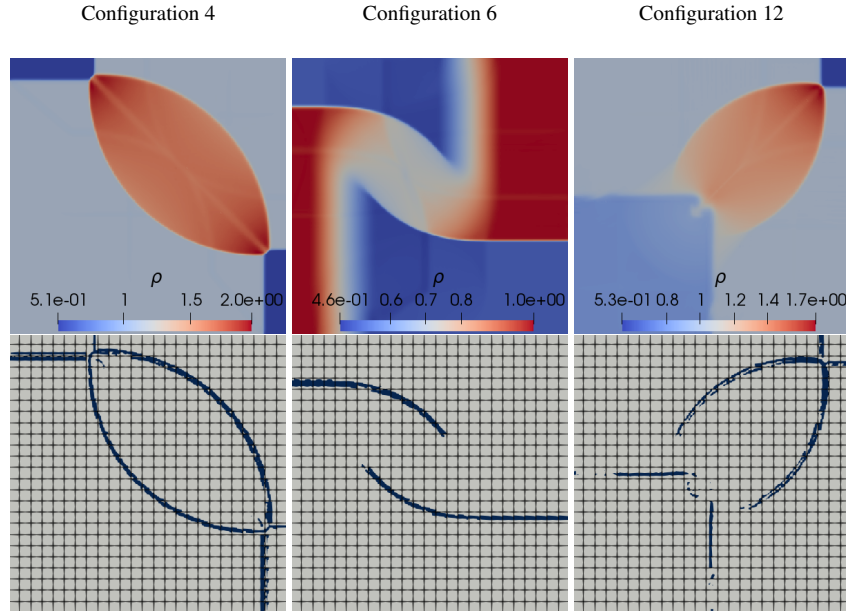 Configuration 4 Configuration 6 Configuration 12
ρ ρ ρ
5.1e-01 1 1.5 2.0e+00 4.6e-01 0.6 0.7 0.8 1.0e+00 5.3e-01 0.8 1 1.2 1.4 1.7e+00